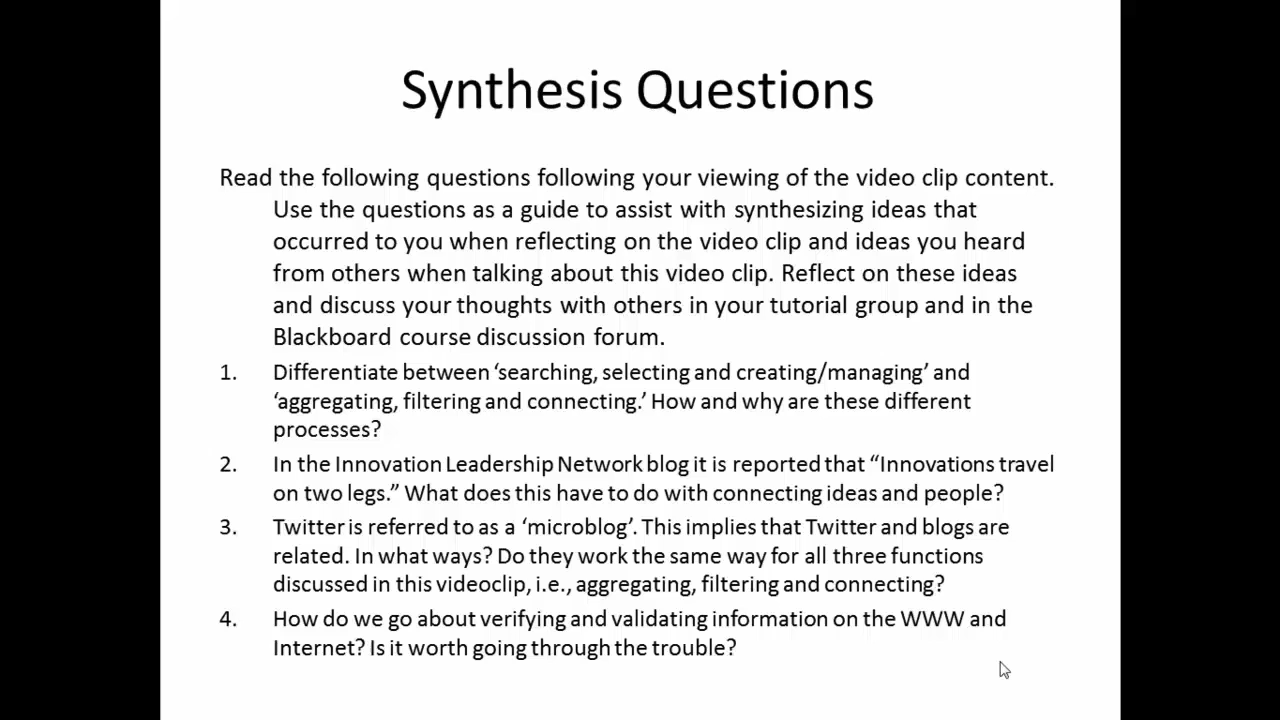 Synthesis Questions
Read the following questions following your viewing of the video clip content.
Use the questions as a guide to assist with synthesizing ideas that
occurred to you when reflecting on the video clip and ideas you heard
from others when talking about this video clip. Reflect on these ideas
and discuss your thoughts with others in your tutorial group and in the
Blackboard course discussion forum.
1. Differentiate between ‘searching, selecting and creating/managing’ and
‘aggregating, filtering and connecting.’ How and why are these different
processes?
2. In the Innovation Leadership Network blog it is reported that “Innovations travel
on two legs.” What does this have to do with connecting ideas and people?
3. Twitter is referred to as a ‘microblog’. This implies that Twitter and blogs are
related. In what ways? Do they work the same way for all three functions
discussed in this videoclip, i.e., aggregating, filtering and connecting?
4. How do we go about verifying and validating information on the WWW and
Internet? Is it worth going through the trouble?